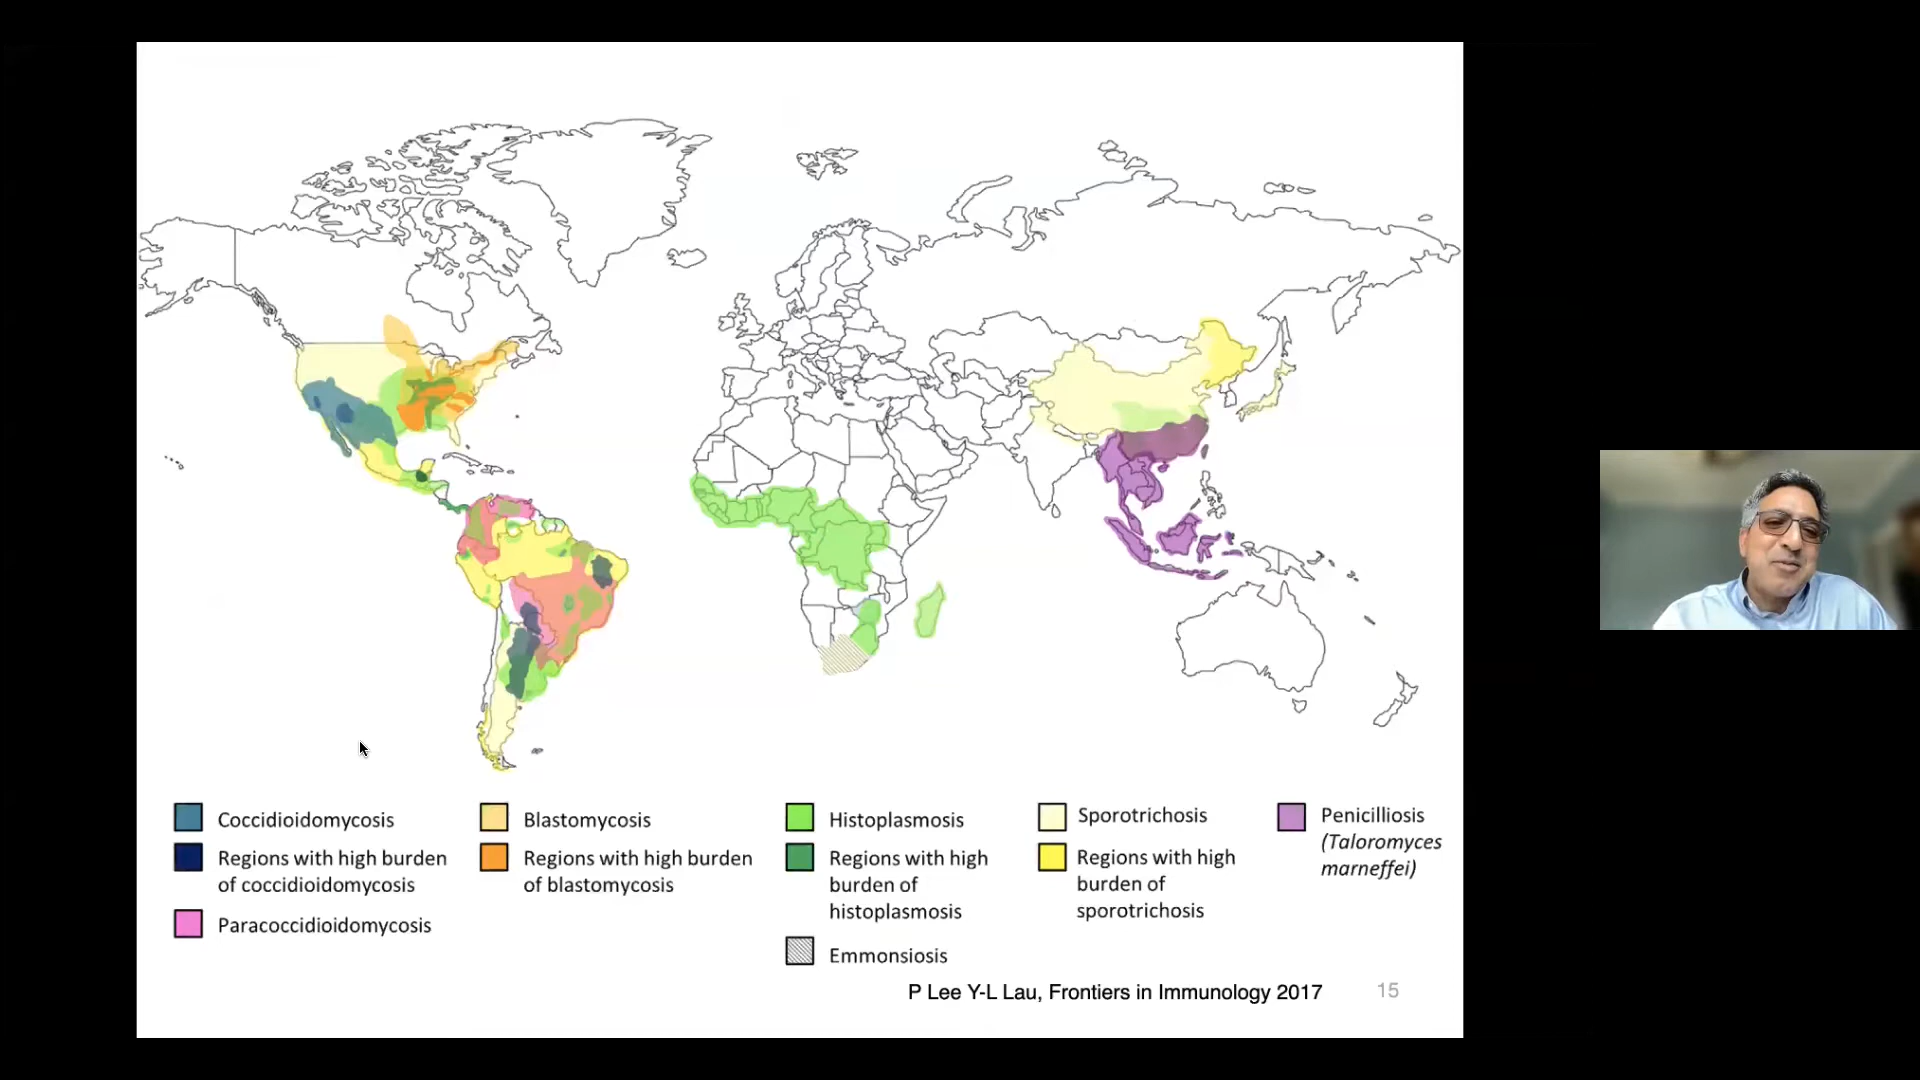 Coccidioidomycosis
Regions with high burden
of coccidioidomycosis
Paracoccidioidomycosis
Blastomycosis
Regions with high burden
of blastomycosis
Histoplasmosis
Regions with high
burden of
histoplasmosis
Emmonsiosis
Sporotrichosis
Regions with high
burden of
sporotrichosis
Penicilliosis
(Taloromyces
marneffei)
P Lee Y-L Lau, Frontiers in Immunology 2017
15